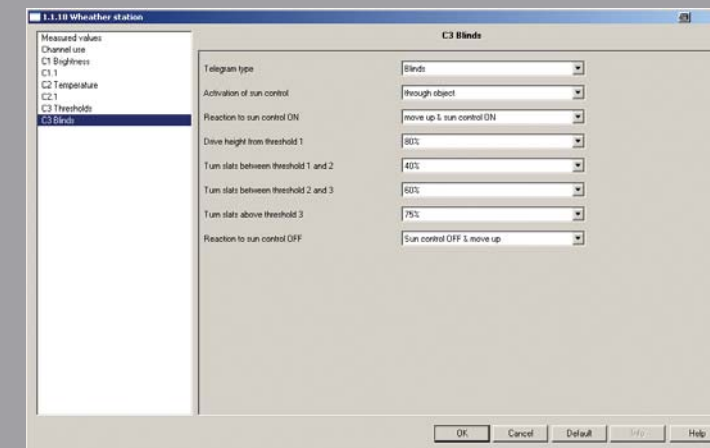 1.1.10 Wheather station
Measured values
Channel use
C1 Brightness
C1.1
C2 Temperature
C2.1
C3 Thresholds
C3 Blinds
C3 Blinds
Telegram type
Blinds
Activation of sun control
through object
Reaction to sun control ON
move up & sun control ON
Drive height from threshold 1
80%
Turn slats between threshold 1 and 2
40%
Turn slats between threshold 2 and 3
60%
Turn slats above threshold 3
75%
Reaction to sun control OFF
Sun control OFF & move up
OK
Cancel
Default
Info
Help